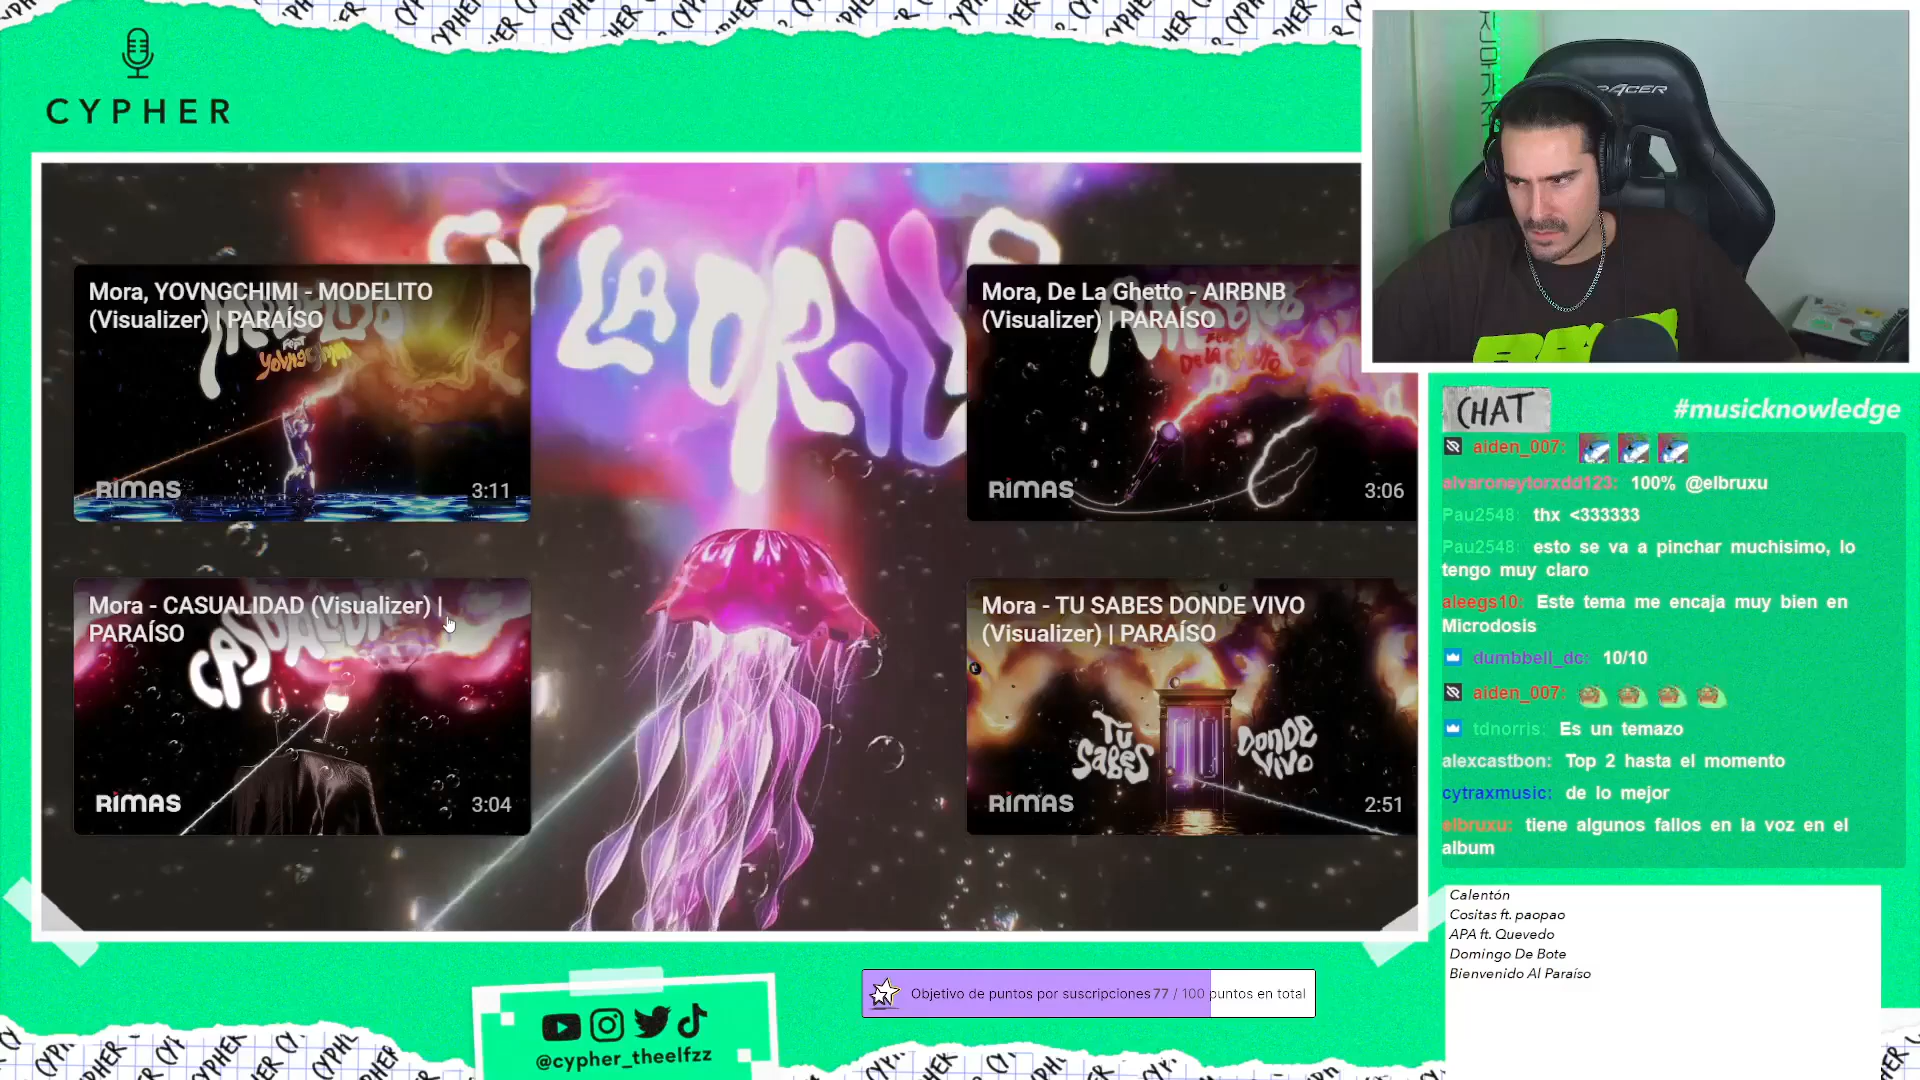 CYPHER
Mora, YOVNGCHIMI - MODELITO
(Visualizer) | PARAÍSO
RIMAS
3:11
LA DRILL
Mora, De La Ghetto - AIRBNB
(Visualizer) | PARAÍSO
RIMAS
3:06
Mora - CASUALIDAD (Visualizer) |
PARAÍSO
RIMAS
3:04
Mora - TU SABES DONDE VIVO
(Visualizer) | PARAÍSO
Tu
Sabes
Donde
Vivo
RIMAS
2:51
CHAT
#musicknowledge
aiden_007:
alvaroneytorxdd123: 100% @elbruxu
Pau2548: thx <333333
Pau2548: esto se va a pinchar muchisimo, lo
tengo muy claro
aleegs10: Este tema me encaja muy bien en
Microdosis
dumbbell_dc: 10/10
aiden_007:
tdnorris: Es un temazo
alexcastbon: Top 2 hasta el momento
cytraxmusic: de lo mejor
elbruxu: tiene algunos fallos en la voz en el
album
Calentón
Cositas ft. paopao
APA ft. Quevedo
Domingo De Bote
Bienvenido Al Paraíso
Objetivo de puntos por suscripciones 77 / 100 puntos en total
@cypher_theelfzz